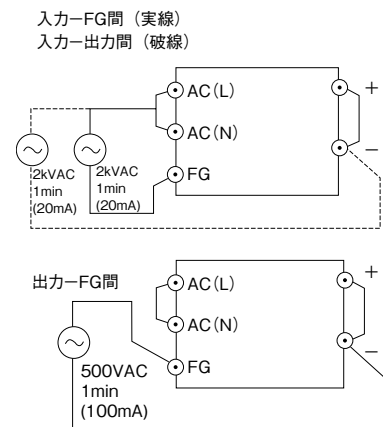 入力ーFG間(実線)
入力ー出力間(破線)
AC(L)
+
AC(N)
−
FG
2kVAC
1min
(20mA)
2kVAC
1min
(20mA)
出力ーFG間
AC(L)
+
AC(N)
−
FG
500VAC
1min
(100mA)